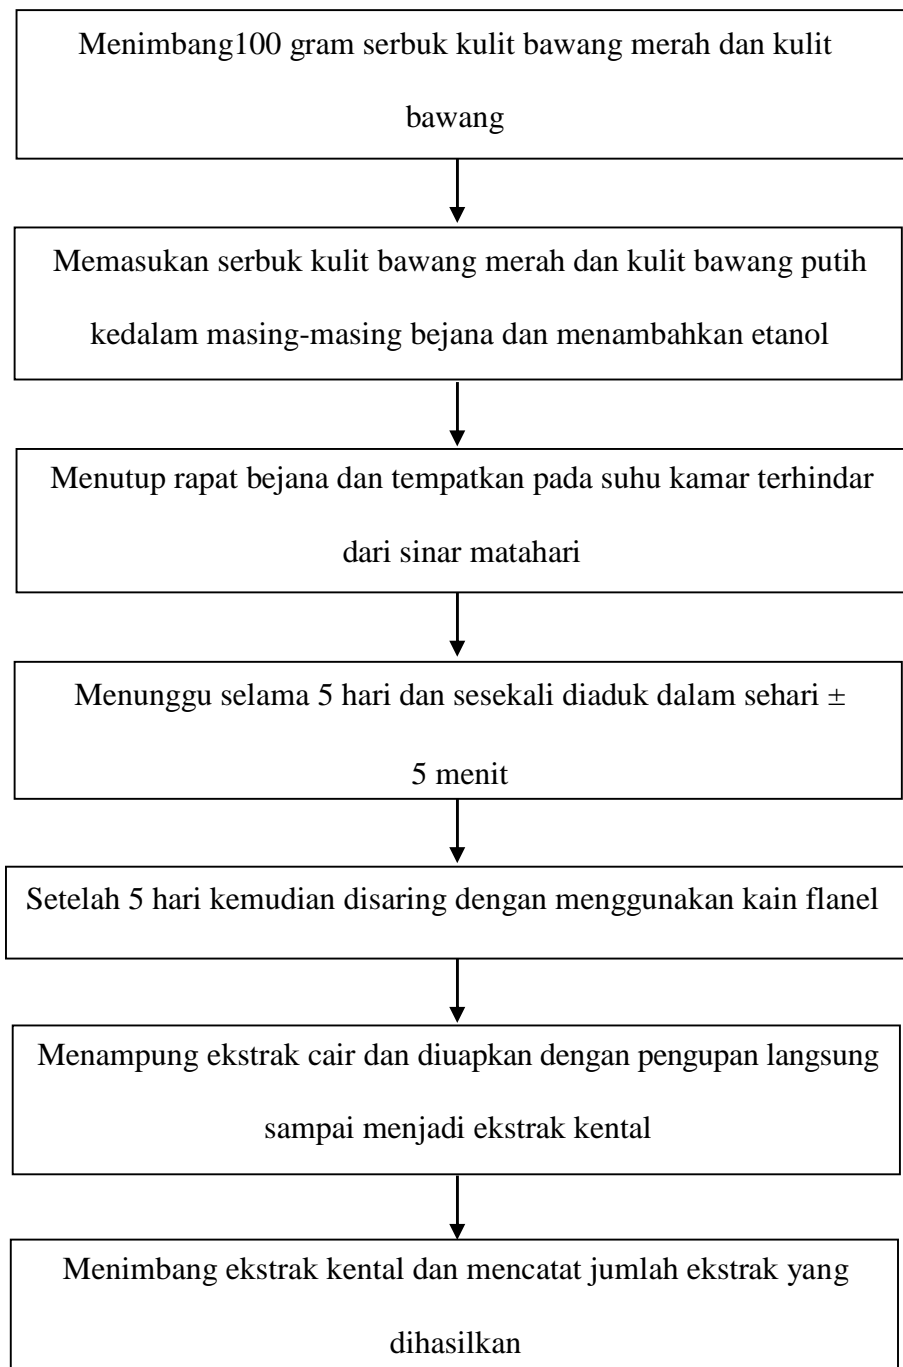 Menimbang100 gram serbuk kulit bawang merah dan kulit
bawang
Memasukan serbuk kulit bawang merah dan kulit bawang putih
kedalam masing-masing bejana dan menambahkan etanol
Menutup rapat bejana dan tempatkan pada suhu kamar terhindar
dari sinar matahari
Menunggu selama 5 hari dan sesekali diaduk dalam sehari ±
5 menit
Setelah 5 hari kemudian disaring dengan menggunakan kain flanel
Menampung ekstrak cair dan diuapkan dengan pengupan langsung
sampai menjadi ekstrak kental
Menimbang ekstrak kental dan mencatat jumlah ekstrak yang
dihasilkan